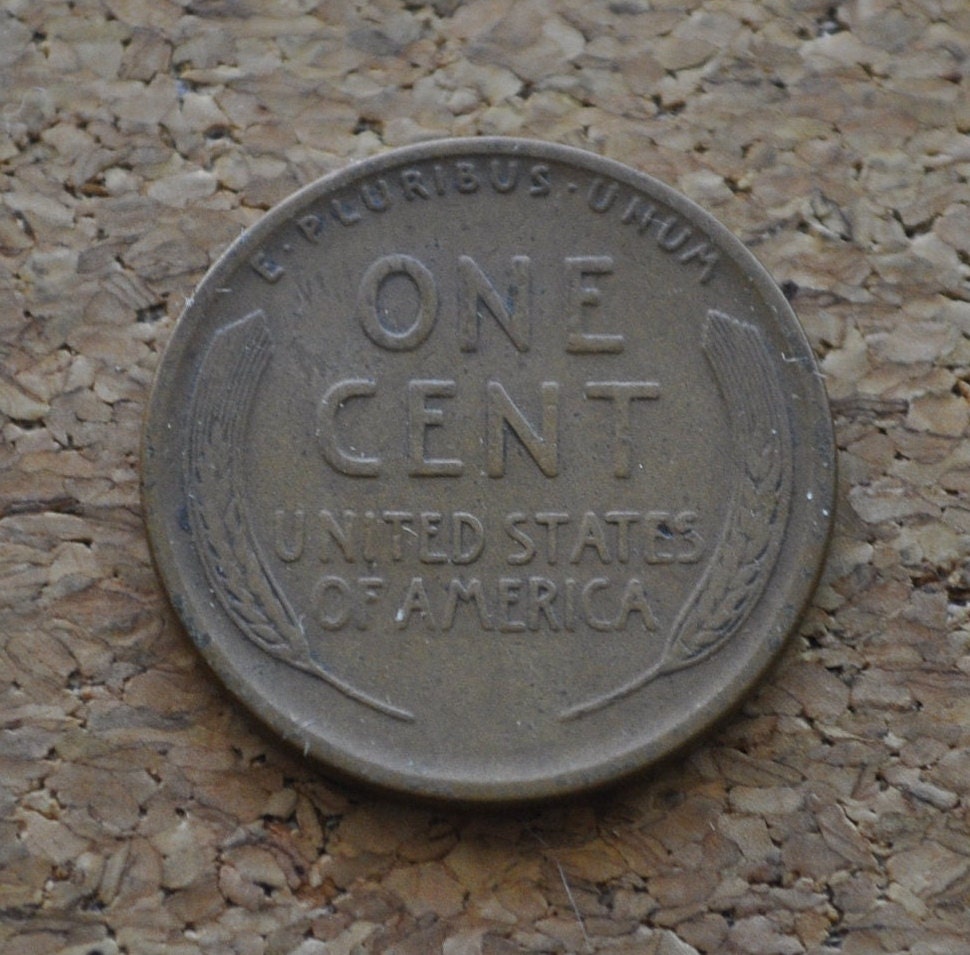 E·PLURIBUS·UNUM
ONE
CENT
UNITED STATES
OF AMERICA